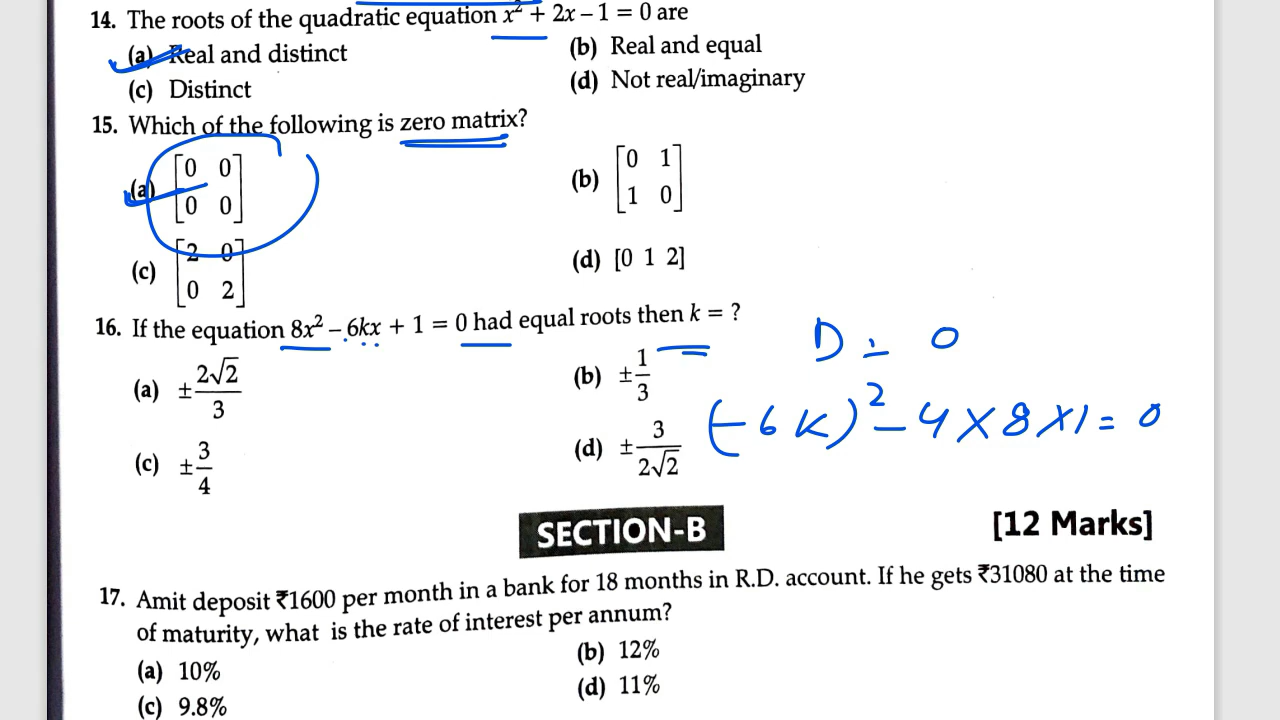 14. The roots of the quadratic equation x² + 2x – 1 = 0 are
(a) Real and distinct
(b) Real and equal
(c) Distinct
(d) Not real/imaginary
15. Which of the following is zero matrix?
(a) [0 0
0 0]
(b) [0 1
1 0]
(c) [2 0
0 2]
(d) [0 1 2]
16. If the equation 8x² – 6kx + 1 = 0 had equal roots then k = ?
(a) ± 2√2/3
(b) ± 1/3
(c) ± 3/4
(d) ± 3/2√2
D = 0
(-6K)² - 4×8×1 = 0
SECTION-B
[12 Marks]
17. Amit deposit ₹1600 per month in a bank for 18 months in R.D. account. If he gets ₹31080 at the time
of maturity, what is the rate of interest per annum?
(a) 10%
(b) 12%
(c) 9.8%
(d) 11%